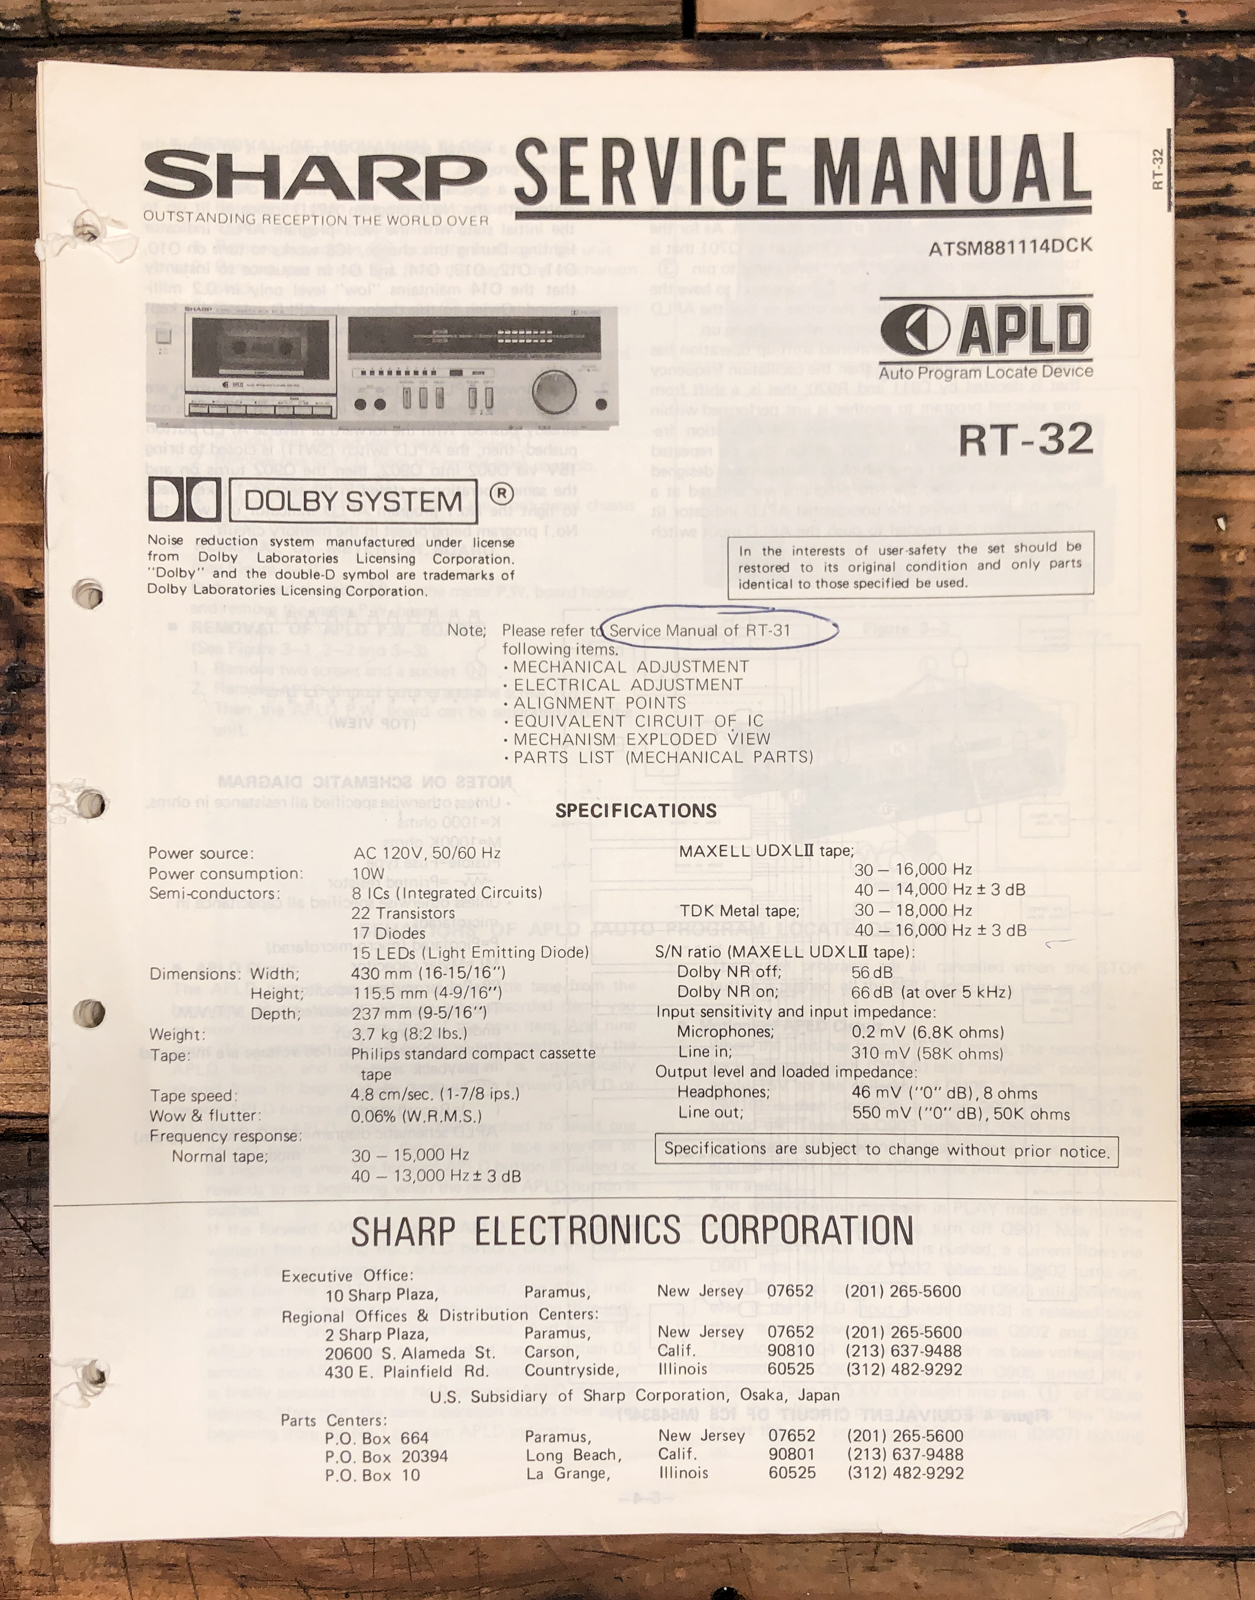 SHARP SERVICE MANUAL
OUTSTANDING RECEPTION THE WORLD OVER
RT-32
ATSM881114DCK
APLD
Auto Program Locate Device
RT-32
SHARP
APLD
DOLBY SYSTEM ®
Noise reduction system manufactured under license
from Dolby Laboratories Licensing Corporation.
"Dolby" and the double-D symbol are trademarks of
Dolby Laboratories Licensing Corporation.
In the interests of user-safety the set should be
restored to its original condition and only parts
identical to those specified be used.
Note; Please refer to Service Manual of RT-31
following items.
· MECHANICAL ADJUSTMENT
· ELECTRICAL ADJUSTMENT
· ALIGNMENT POINTS
· EQUIVALENT CIRCUIT OF IC
· MECHANISM EXPLODED VIEW
· PARTS LIST (MECHANICAL PARTS)
SPECIFICATIONS
Power source: AC 120V, 50/60 Hz
Power consumption: 10W
Semi-conductors: 8 ICs (Integrated Circuits)
22 Transistors
17 Diodes
15 LEDs (Light Emitting Diode)
Dimensions: Width; 430 mm (16-15/16")
Height; 115.5 mm (4-9/16")
Depth; 237 mm (9-5/16")
Weight: 3.7 kg (8.2 lbs.)
Tape: Philips standard compact cassette
tape
Tape speed: 4.8 cm/sec. (1-7/8 ips.)
Wow & flutter: 0.06% (W.R.M.S.)
Frequency response:
Normal tape; 30 – 15,000 Hz
40 – 13,000 Hz ± 3 dB
MAXELL UDXLII tape;
30 – 16,000 Hz
40 – 14,000 Hz ± 3 dB
TDK Metal tape; 30 – 18,000 Hz
40 – 16,000 Hz ± 3 dB
S/N ratio (MAXELL UDXLII tape):
Dolby NR off; 56 dB
Dolby NR on; 66 dB (at over 5 kHz)
Input sensitivity and input impedance:
Microphones; 0.2 mV (6.8K ohms)
Line in; 310 mV (58K ohms)
Output level and loaded impedance:
Headphones; 46 mV ("0" dB), 8 ohms
Line out; 550 mV ("0" dB), 50K ohms
Specifications are subject to change without prior notice.
SHARP ELECTRONICS CORPORATION
Executive Office:
10 Sharp Plaza, Paramus, New Jersey 07652 (201) 265-5600
Regional Offices & Distribution Centers:
2 Sharp Plaza, Paramus, New Jersey 07652 (201) 265-5600
20600 S. Alameda St. Carson, Calif. 90810 (213) 637-9488
430 E. Plainfield Rd. Countryside, Illinois 60525 (312) 482-9292
U.S. Subsidiary of Sharp Corporation, Osaka, Japan
Parts Centers:
P.O. Box 664 Paramus, New Jersey 07652 (201) 265-5600
P.O. Box 20394 Long Beach, Calif. 90801 (213) 637-9488
P.O. Box 10 La Grange, Illinois 60525 (312) 482-9292